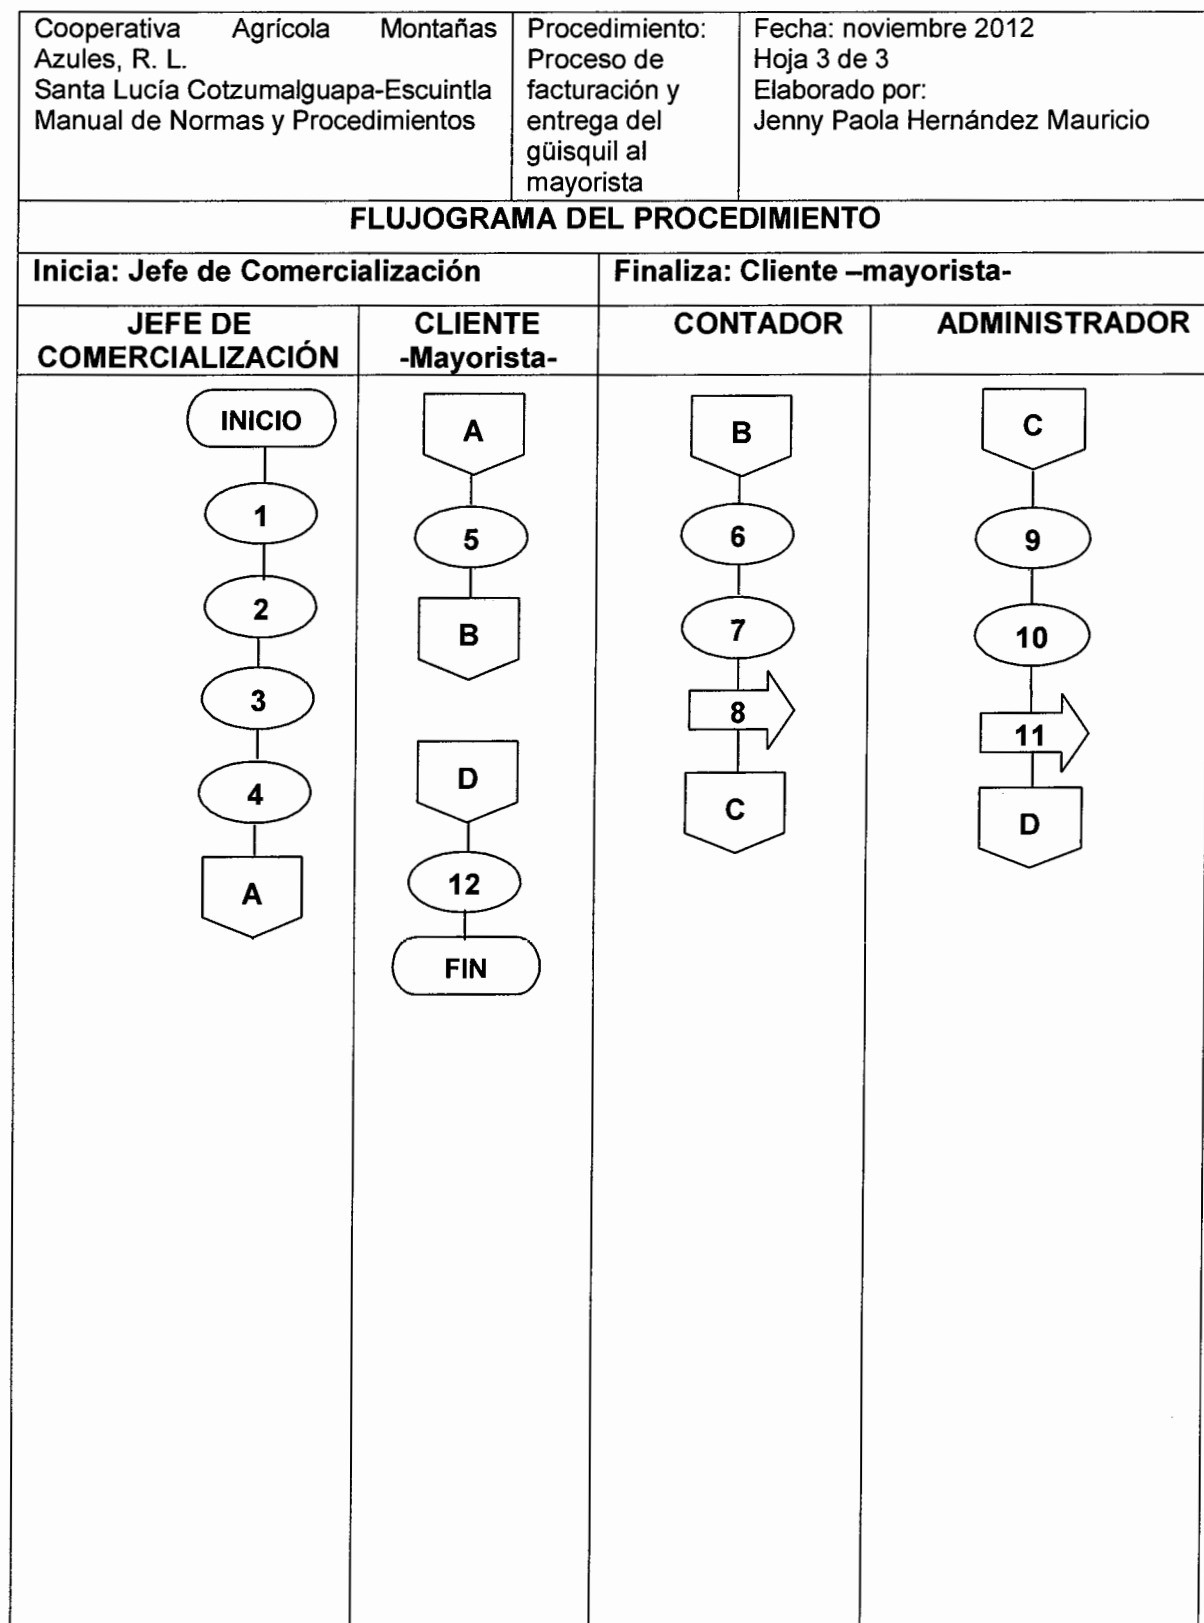 Cooperativa Agrícola Montañas
Azules, R. L.
Santa Lucía Cotzumalguapa-Escuintla
Manual de Normas y Procedimientos
Procedimiento:
Proceso de
facturación y
entrega del
güisquil al
mayorista
Fecha: noviembre 2012
Hoja 3 de 3
Elaborado por:
Jenny Paola Hernández Mauricio
FLUJOGRAMA DEL PROCEDIMIENTO
Inicia: Jefe de Comercialización
Finaliza: Cliente –mayorista-
JEFE DE
COMERCIALIZACIÓN
CLIENTE
-Mayorista-
CONTADOR
ADMINISTRADOR
INICIO
1
2
3
4
A
A
5
B
D
12
FIN
B
6
7
8
C
C
9
10
11
D